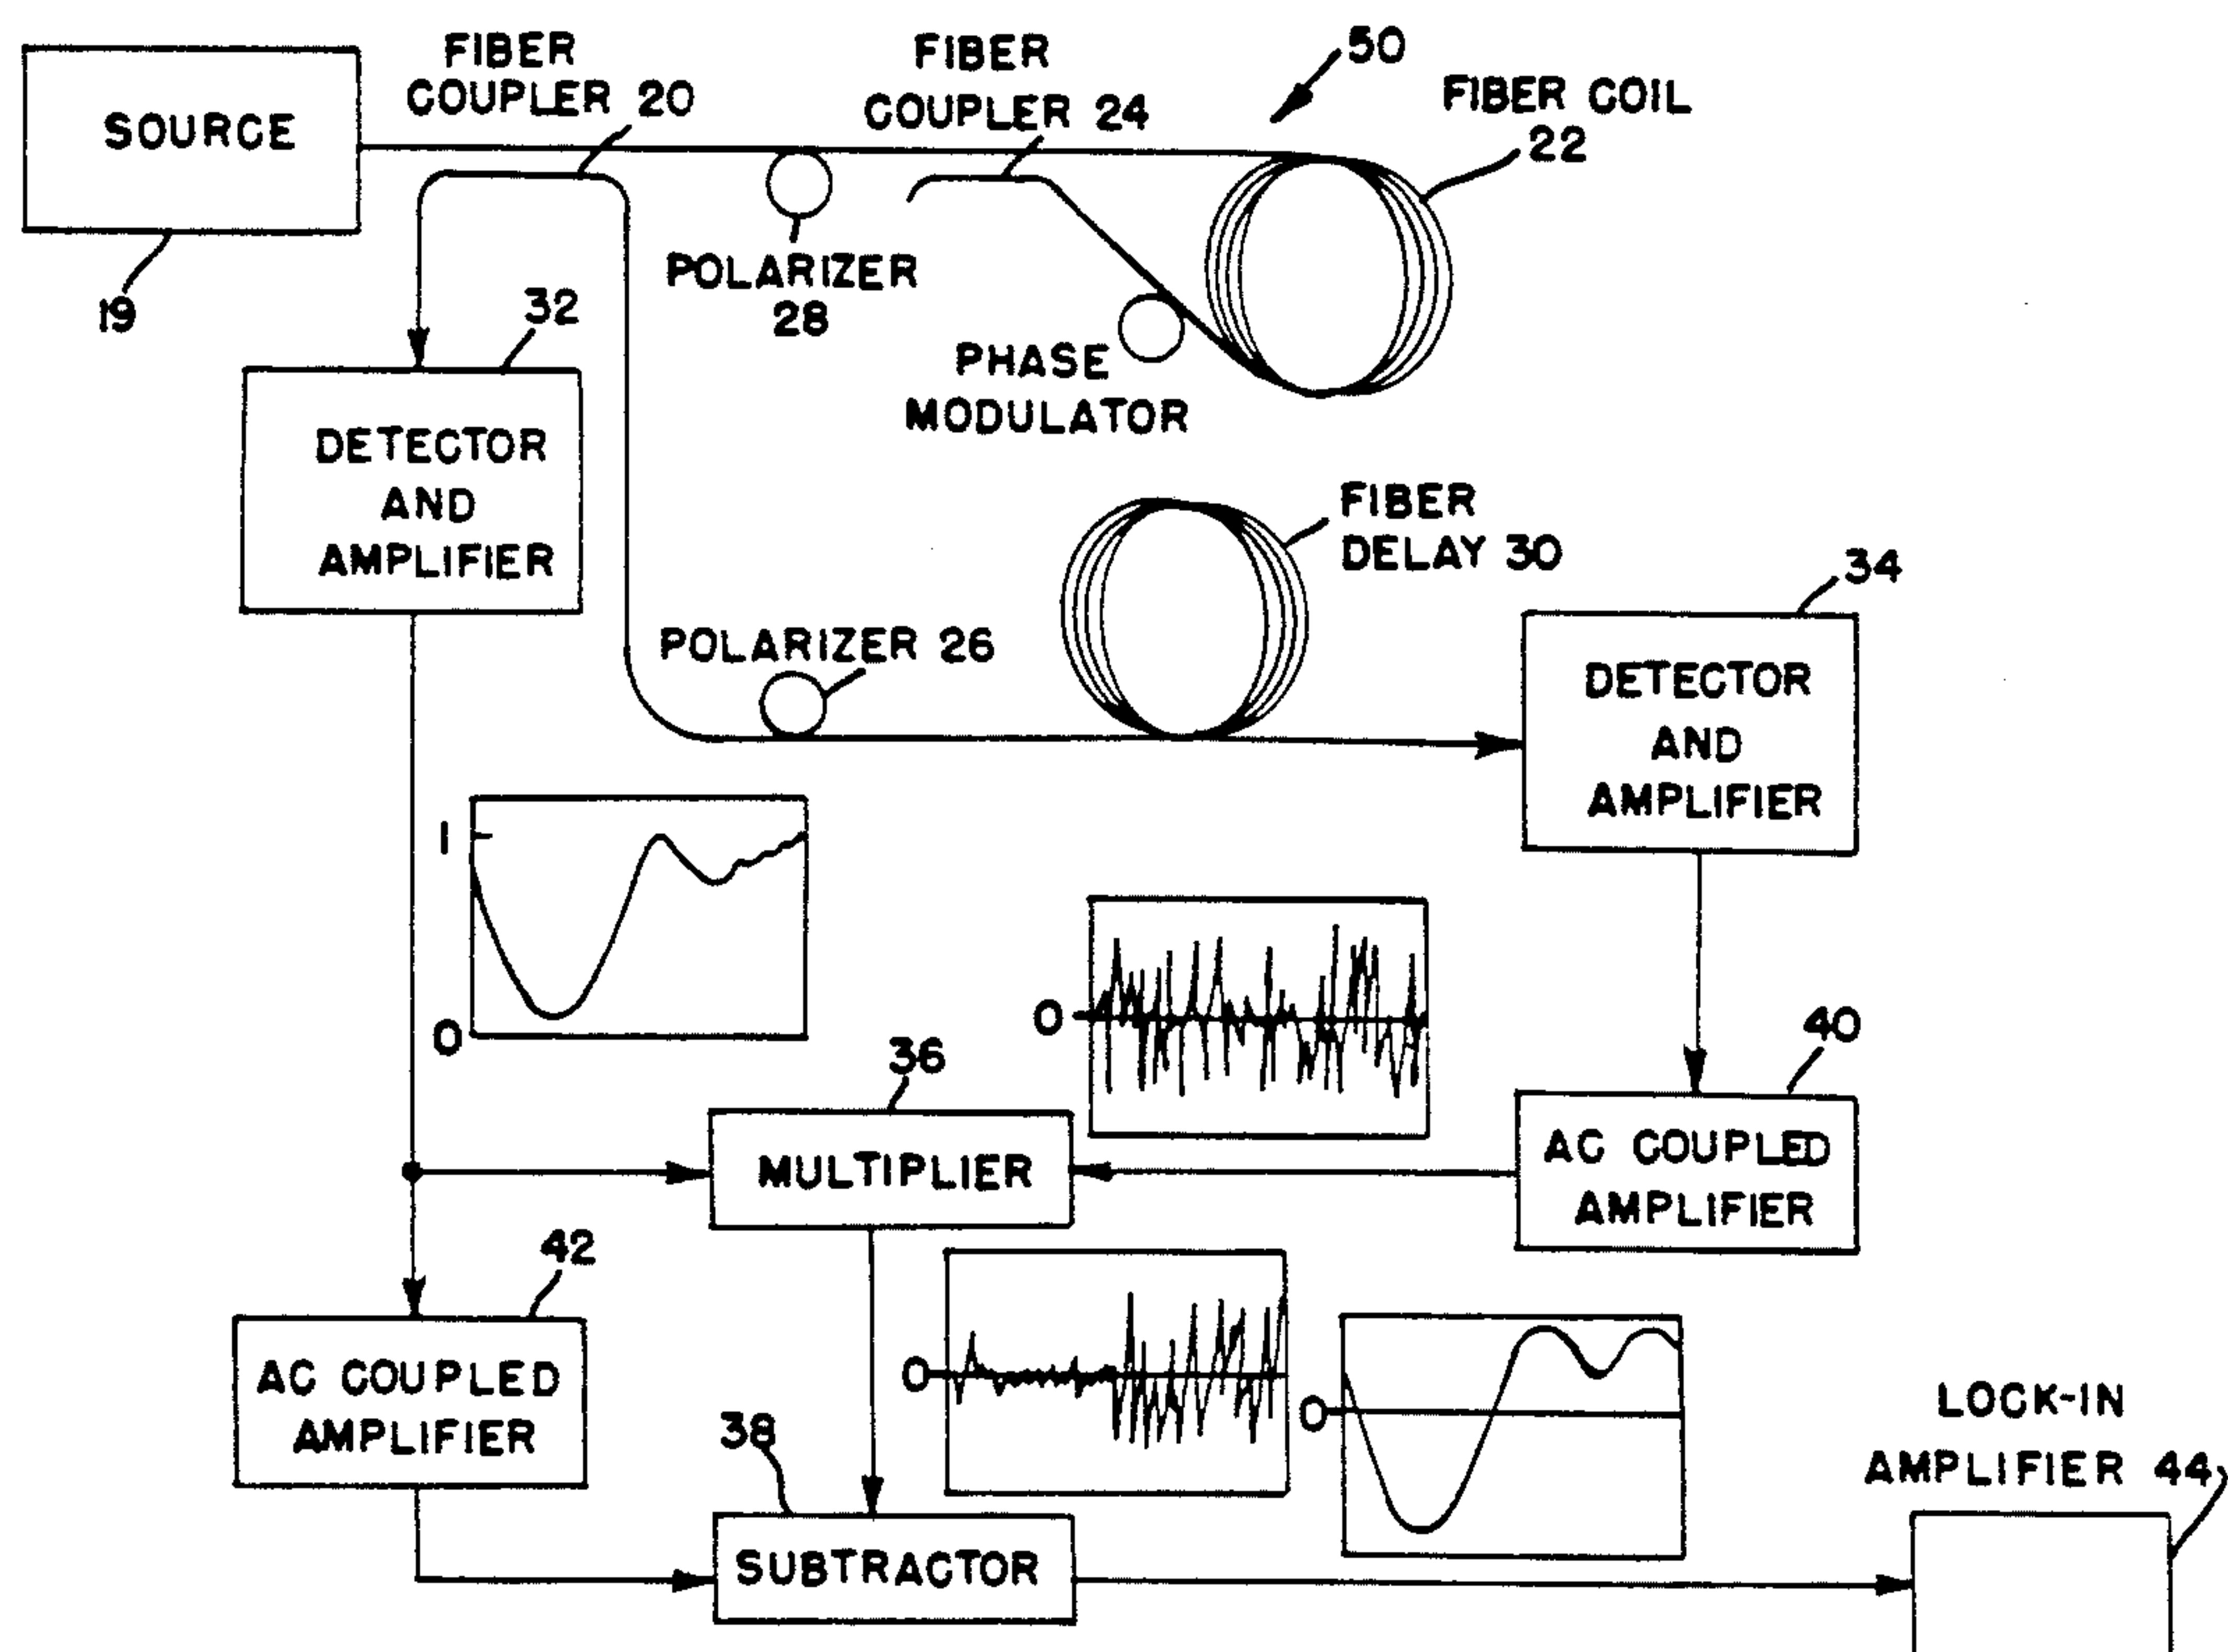 SOURCE
19
FIBER
COUPLER 20
FIBER
COUPLER 24
50
FIBER COIL
22
POLARIZER
28
PHASE
MODULATOR
32
DETECTOR
AND
AMPLIFIER
FIBER
DELAY 30
POLARIZER 26
34
DETECTOR
AND
AMPLIFIER
1
0
0
40
AC COUPLED
AMPLIFIER
36
MULTIPLIER
42
AC COUPLED
AMPLIFIER
0
0
38
SUBTRACTOR
LOCK-IN
AMPLIFIER 44